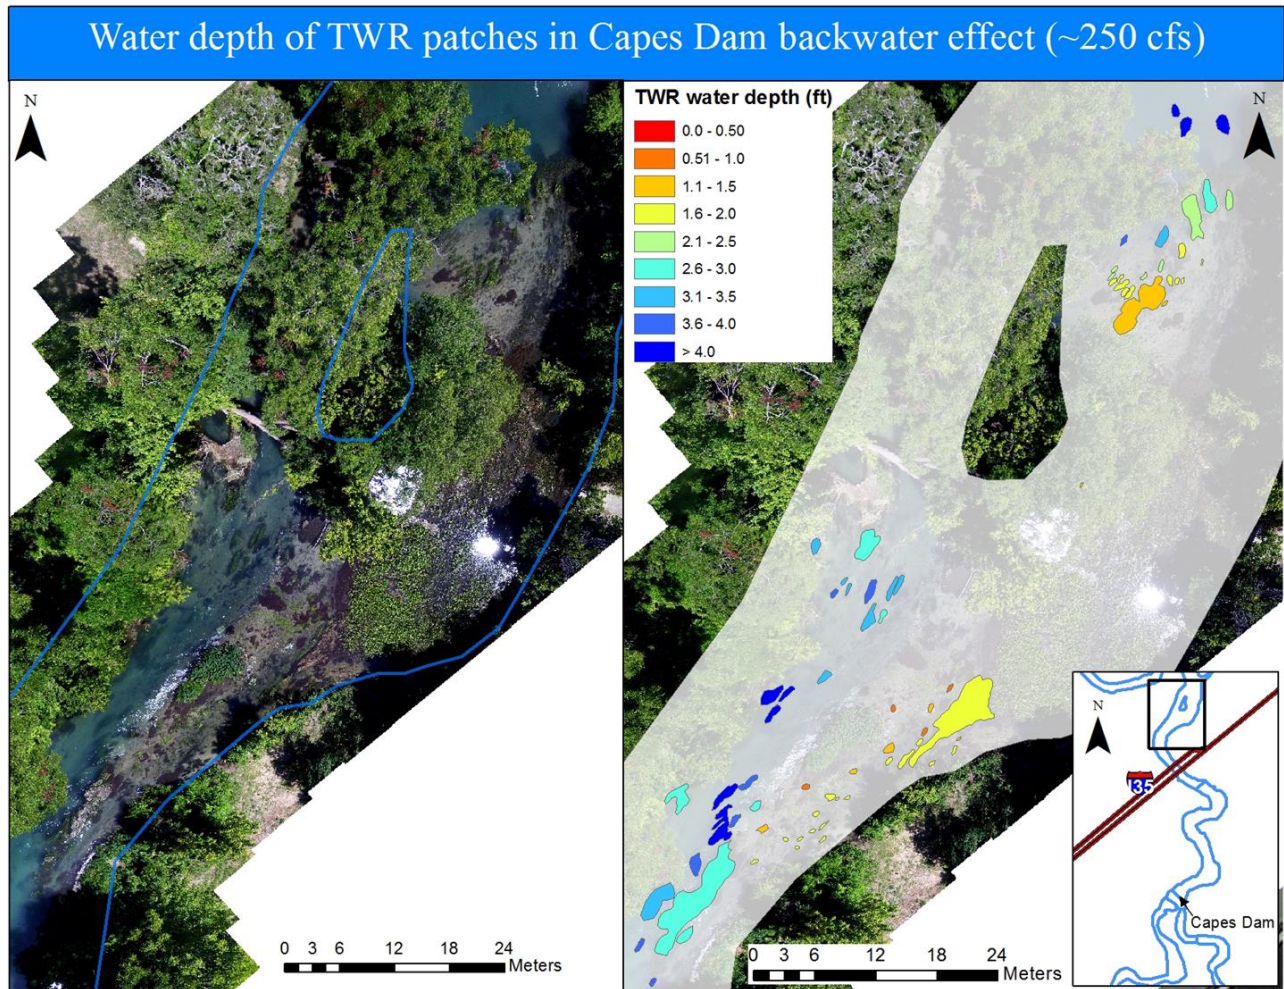 Water depth of TWR patches in Capes Dam backwater effect (~250 cfs)
N
TWR water depth (ft)
0.0 - 0.50
0.51 - 1.0
1.1 - 1.5
1.6 - 2.0
2.1 - 2.5
2.6 - 3.0
3.1 - 3.5
3.6 - 4.0
> 4.0
N
N
I35
Capes Dam
0 3 6 12 18 24
Meters
0 3 6 12 18 24
Meters